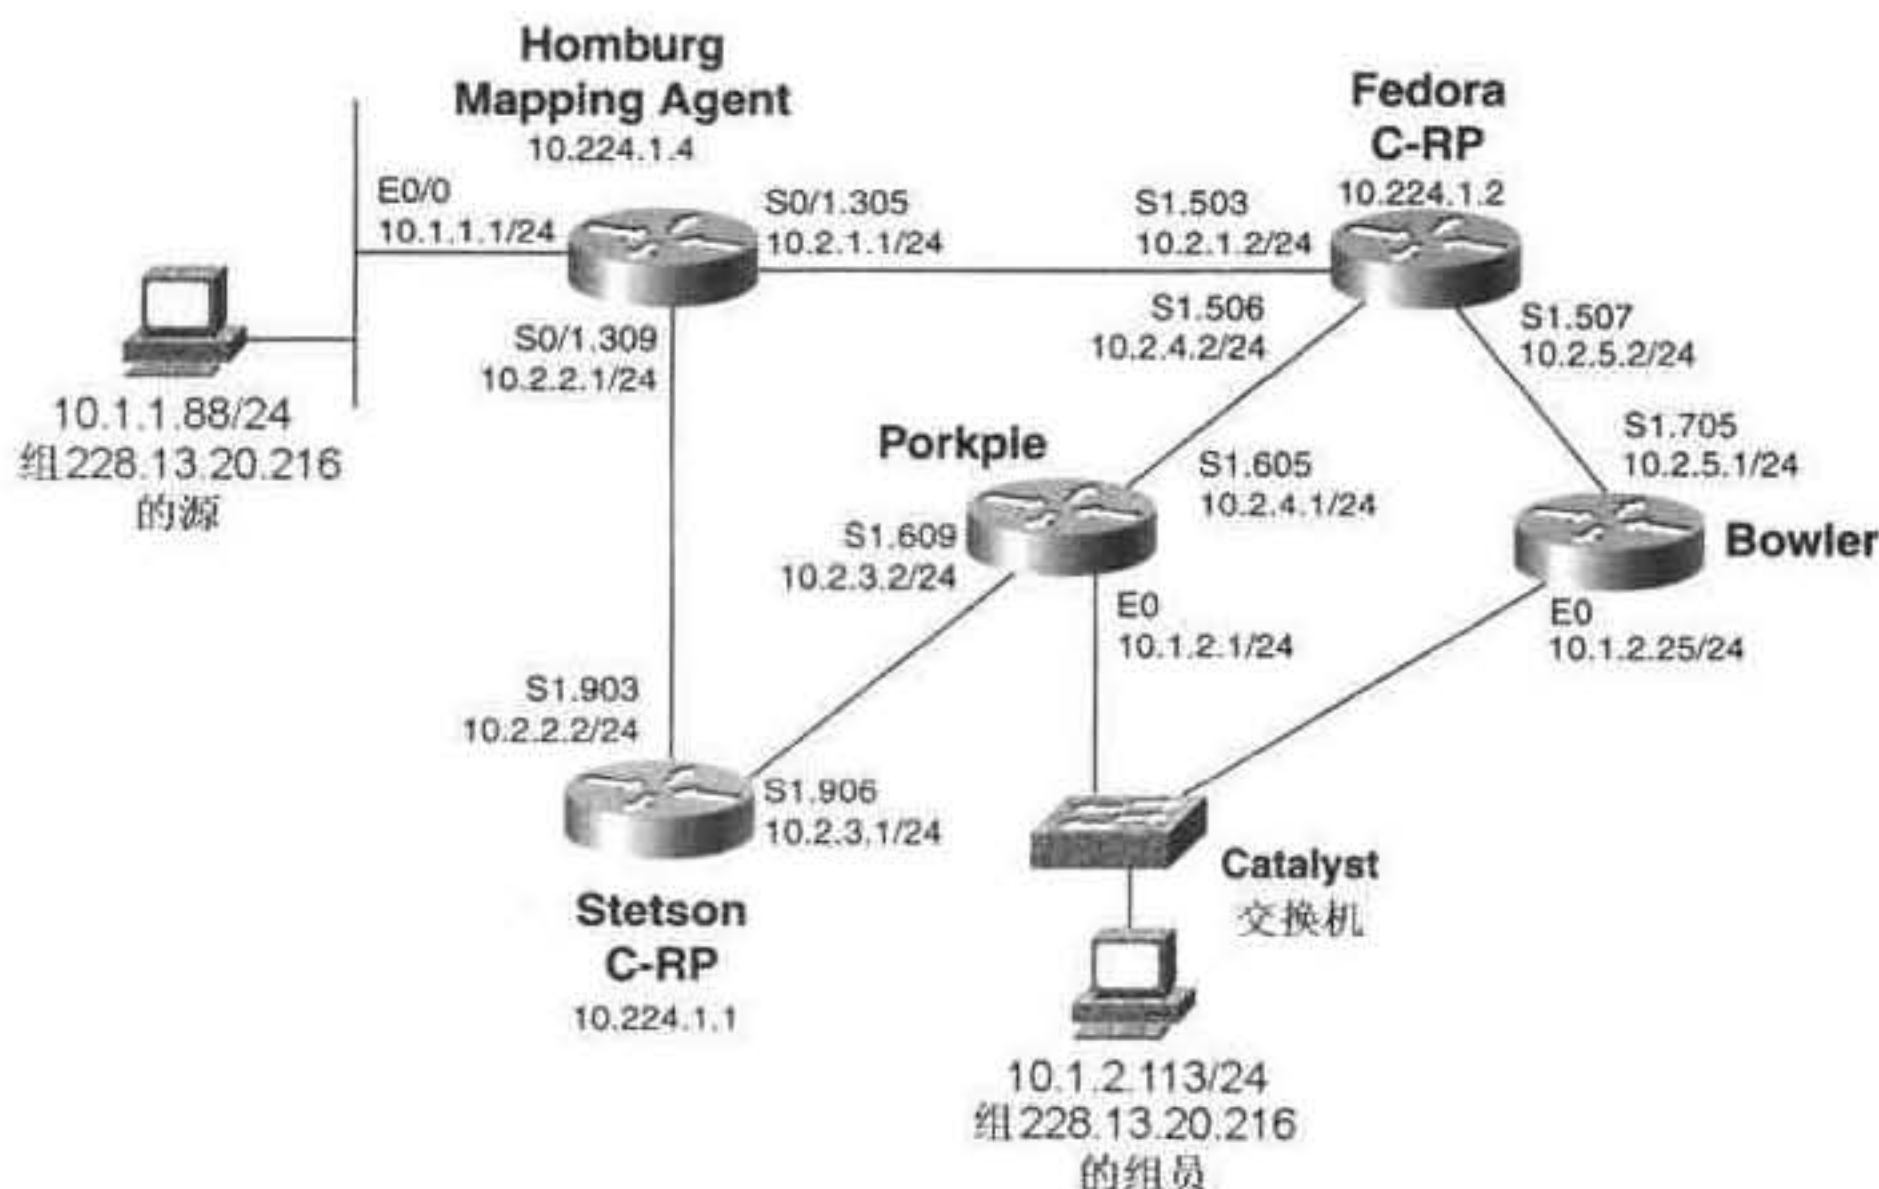 Homburg
Mapping Agent
10.224.1.4
Fedora
C-RP
10.224.1.2
E0/0
10.1.1.1/24
S0/1.305
10.2.1.1/24
S1.503
10.2.1.2/24
S0/1.309
10.2.2.1/24
S1.506
10.2.4.2/24
S1.507
10.2.5.2/24
10.1.1.88/24
组228.13.20.216
的源
Porkpie
S1.605
10.2.4.1/24
S1.705
10.2.5.1/24
S1.609
10.2.3.2/24
Bowler
E0
10.1.2.1/24
E0
10.1.2.25/24
S1.903
10.2.2.2/24
S1.906
10.2.3.1/24
Stetson
C-RP
10.224.1.1
Catalyst
交换机
10.1.2.113/24
组228.13.20.216
的组员